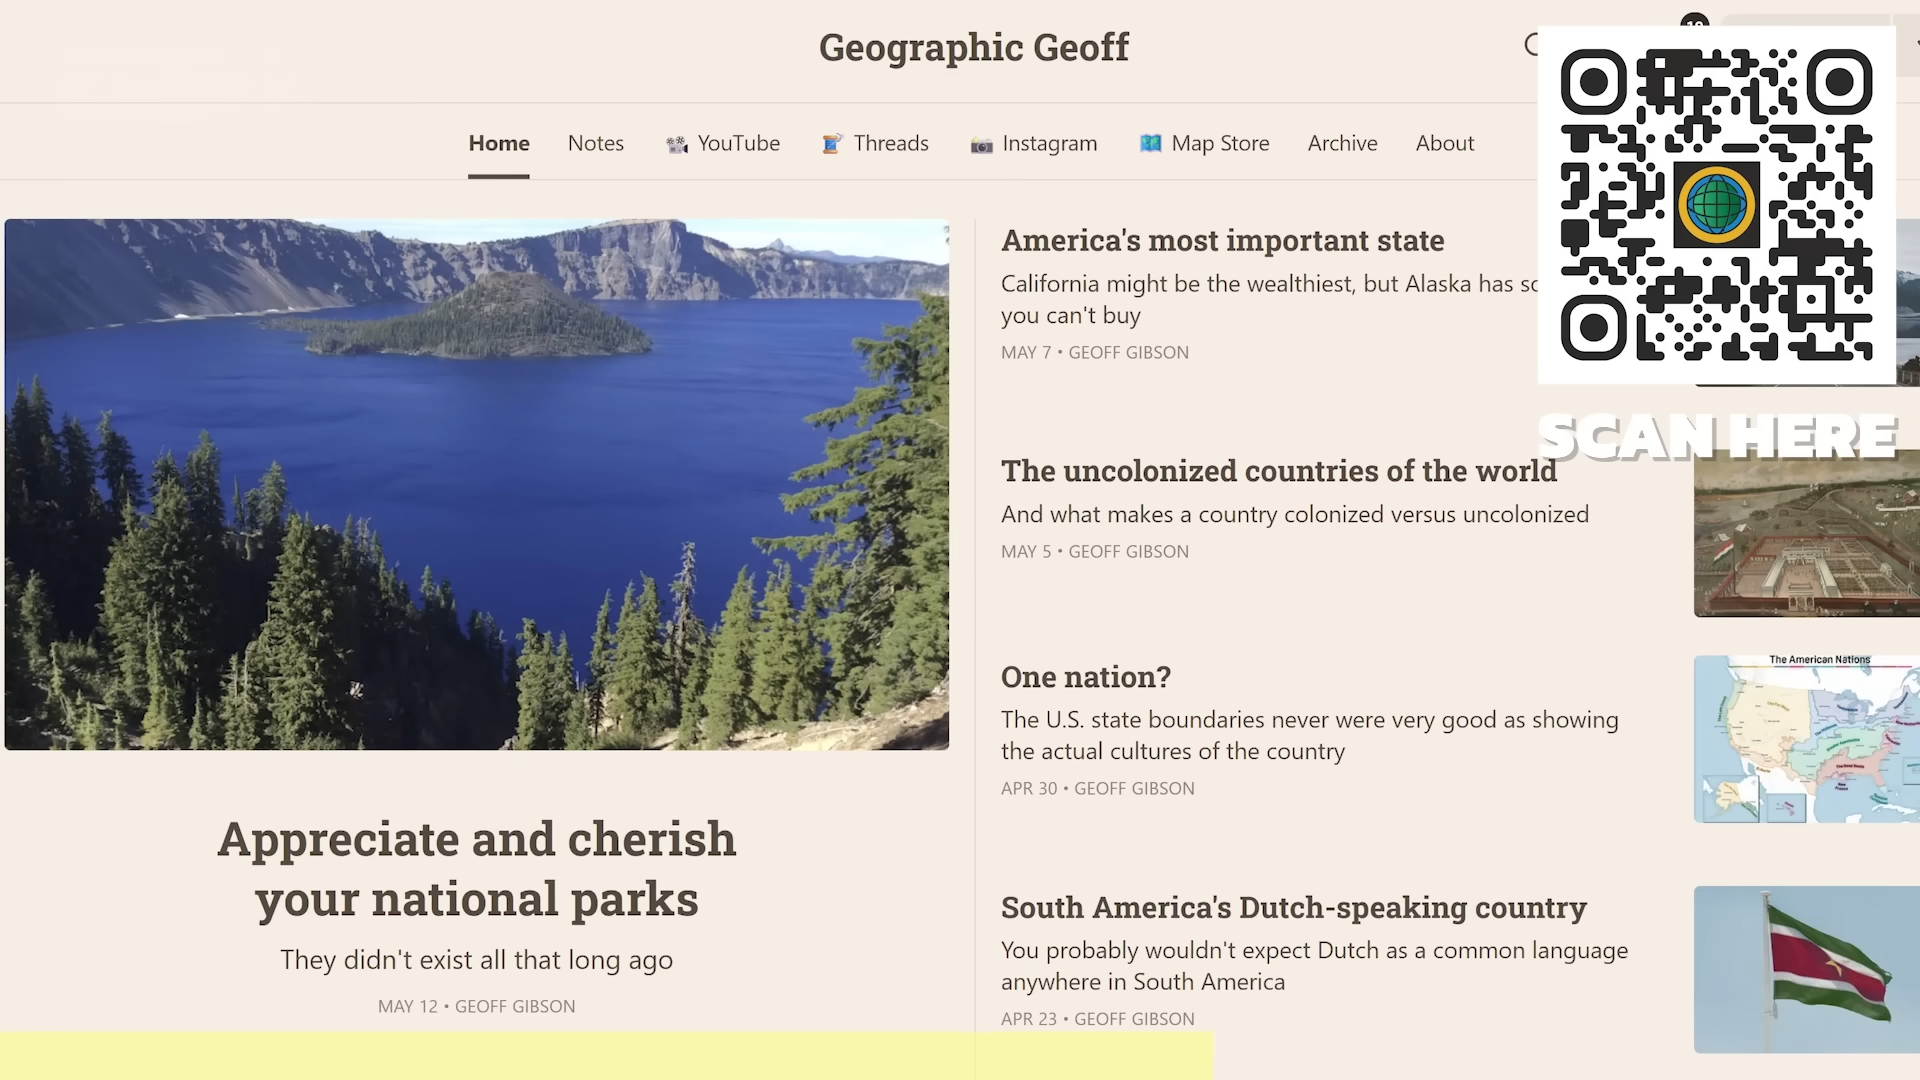 Geographic Geoff
Home Notes YouTube Threads Instagram Map Store Archive About
America's most important state
California might be the wealthiest, but Alaska has
you can't buy
MAY 7 • GEOFF GIBSON
SCAN HERE
The uncolonized countries of the world
And what makes a country colonized versus uncolonized
MAY 5 • GEOFF GIBSON
One nation?
The U.S. state boundaries never were very good as showing
the actual cultures of the country
APR 30 • GEOFF GIBSON
The American Nations
South America's Dutch-speaking country
You probably wouldn't expect Dutch as a common language
anywhere in South America
APR 23 • GEOFF GIBSON
Appreciate and cherish
your national parks
They didn't exist all that long ago
MAY 12 • GEOFF GIBSON